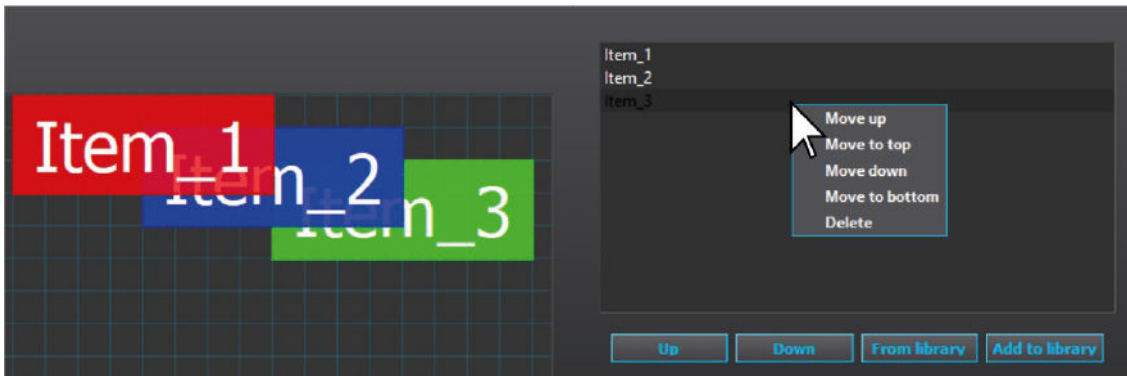 Item_1
Item_2
Item_3
Item_1
Item_2
Item_3
Move up
Move to top
Move down
Move to bottom
Delete
Up
Down
From library
Add to library